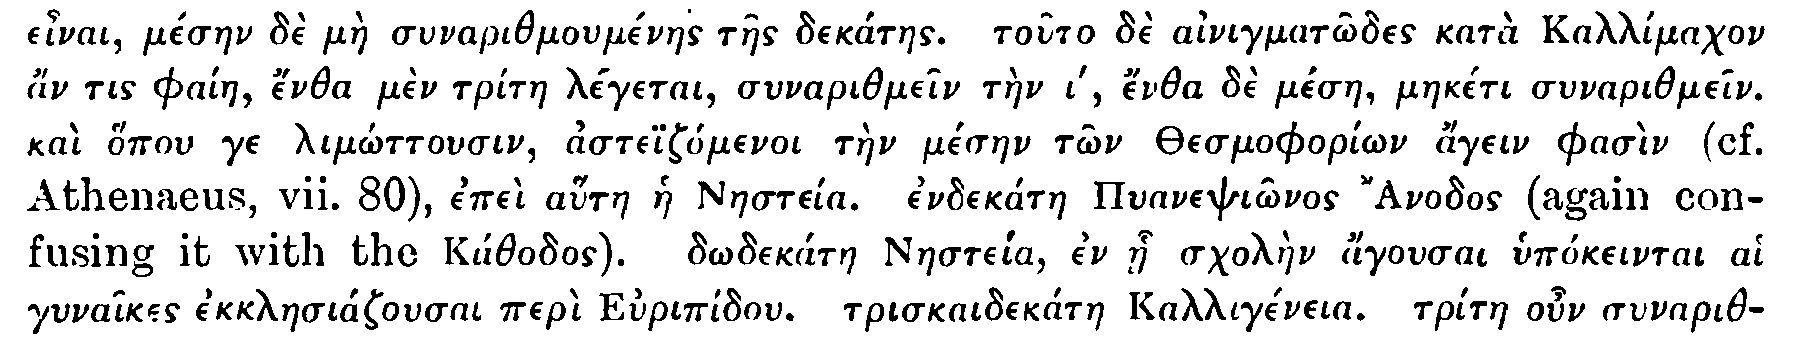 εἶναι, μέσην δὲ μὴ συναριθμουμένης τῆς δεκάτης. τοῦτο δὲ αἰνιγματῶδες κατὰ Καλλίμαχον
ἄν τις φαίη, ἔνθα μὲν τρίτη λέγεται, συναριθμεῖν τὴν ι′, ἔνθα δὲ μέση, μηκέτι συναριθμεῖν.
καὶ ὅπου γε λιμώττουσιν, ἀστεϊζόμενοι τὴν μέσην τῶν Θεσμοφορίων ἄγειν φασὶν (cf.
Athenaeus, vii. 80), ἐπεὶ αὕτη ἡ Νηστεία. ἐνδεκάτη Πυανεψιῶνος Ἄνοδος (again con-
fusing it with the Κάθοδος). δωδεκάτη Νηστεία, ἐν ᾗ σχολὴν ἄγουσαι ὑπόκεινται αἱ
γυναῖκες ἐκκλησιάζουσαι περὶ Εὐριπίδου. τρισκαιδεκάτη Καλλιγένεια. τρίτη οὖν συναριθ-